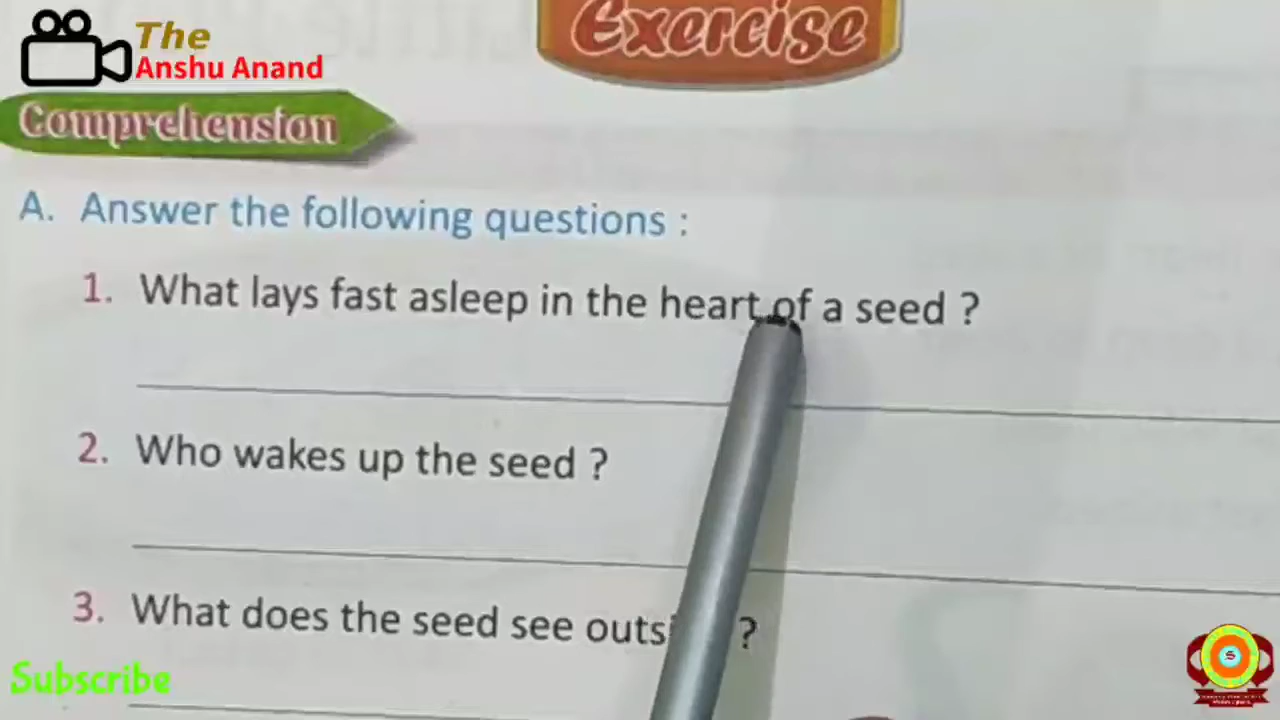 The
Anshu Anand
Exercise
Comprehension
A. Answer the following questions :
1. What lays fast asleep in the heart of a seed ?
2. Who wakes up the seed ?
3. What does the seed see ?
Subscribe
S